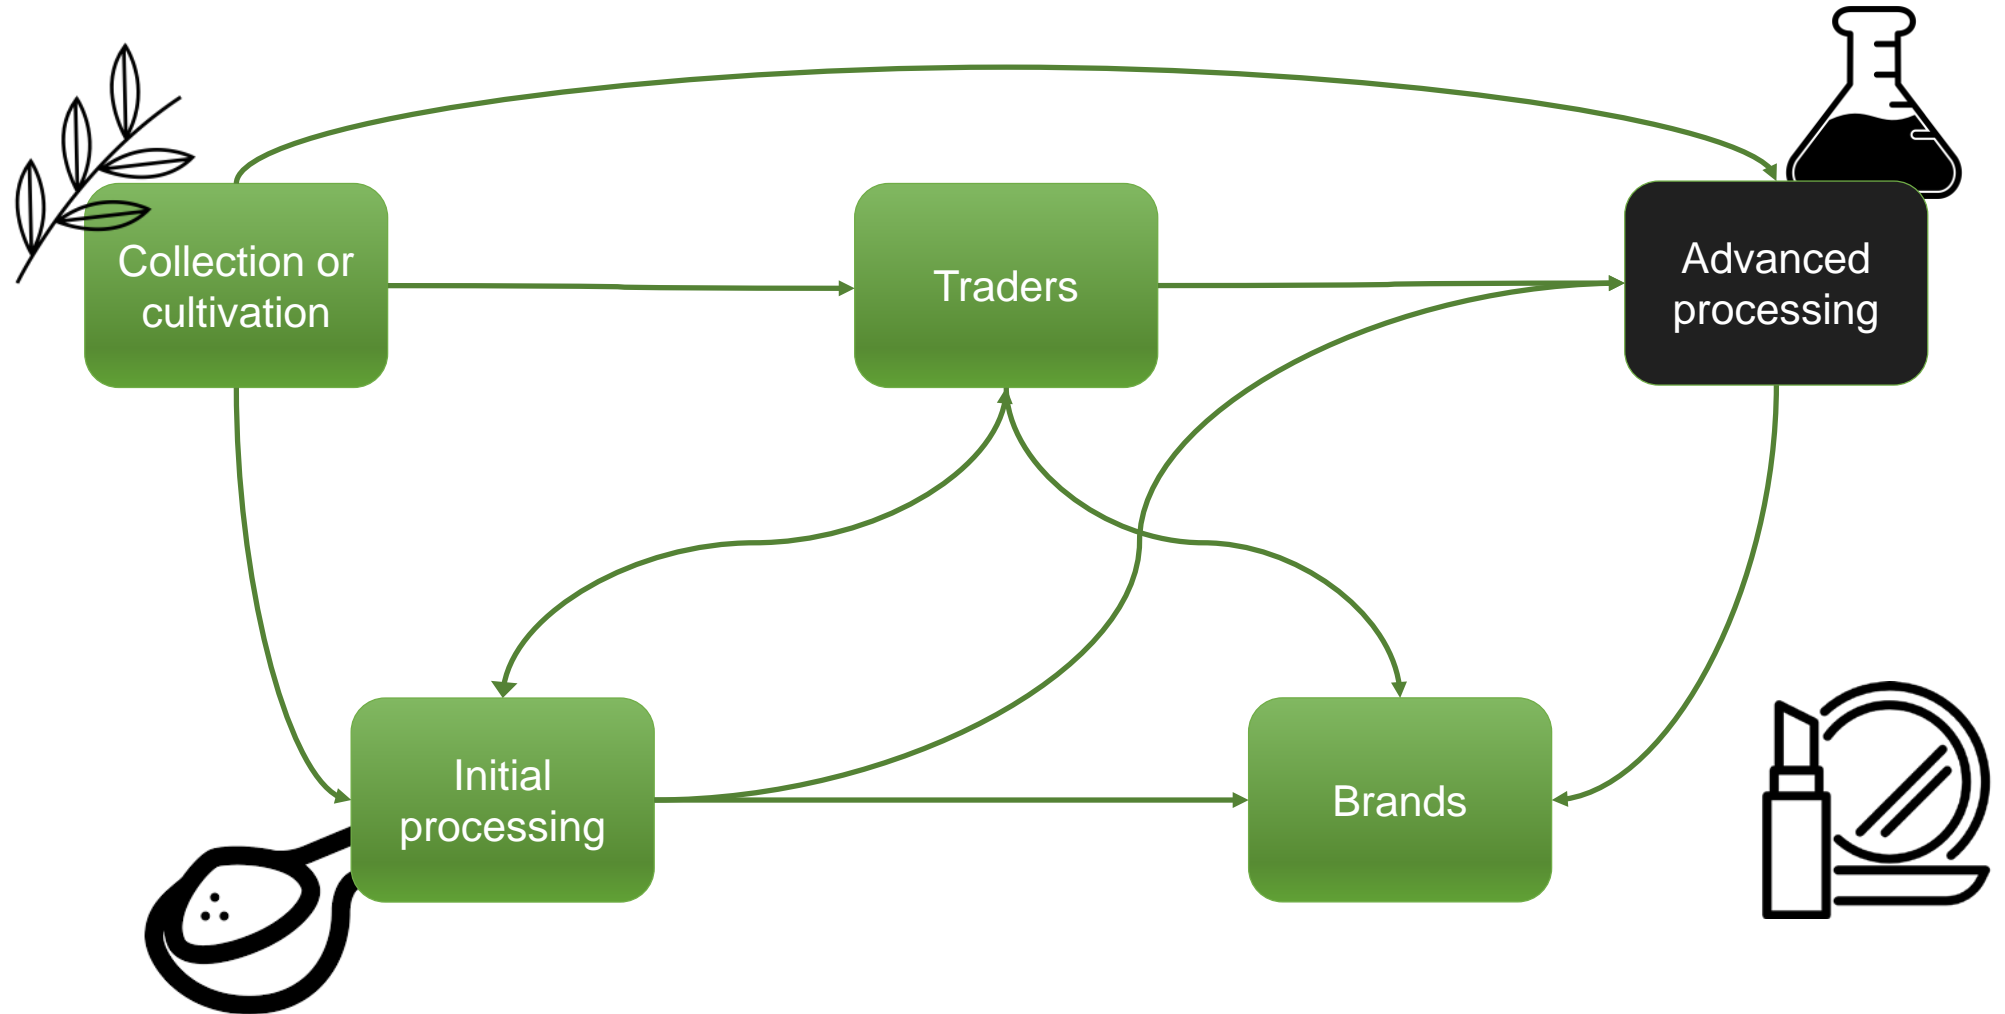 Collection or
cultivation
Traders
Advanced
processing
Initial
processing
Brands